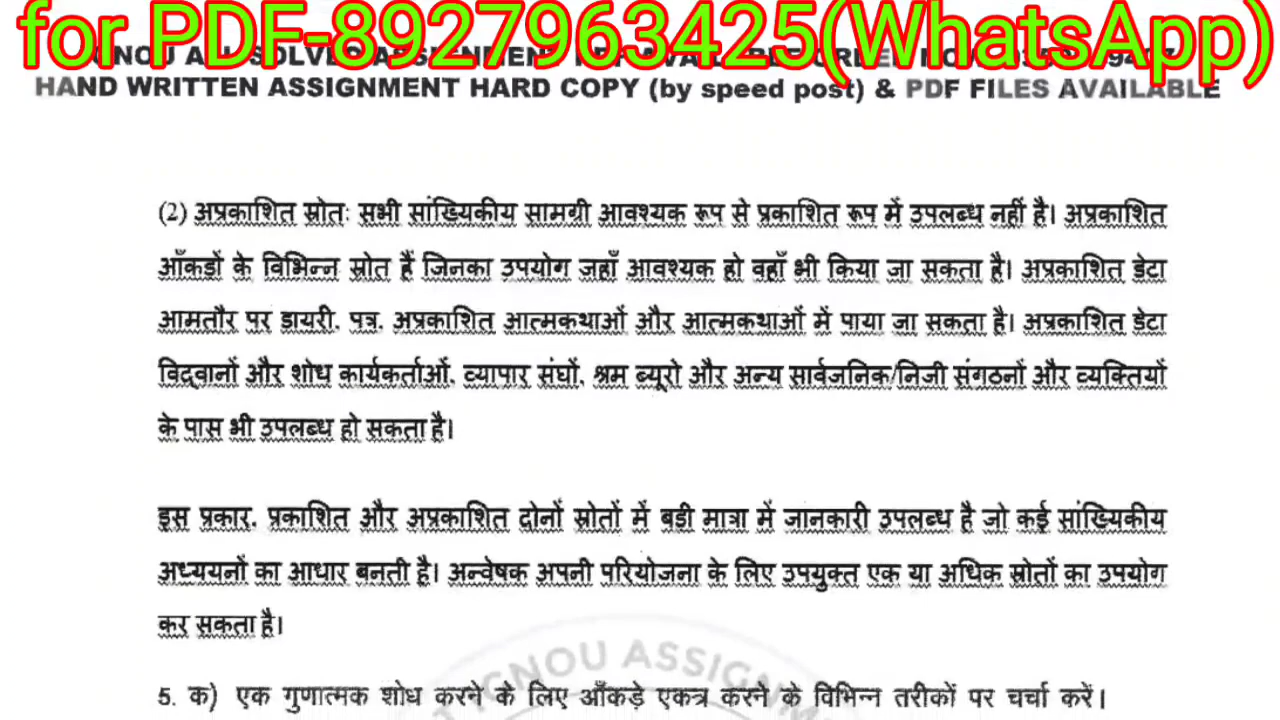 for PDF-8927963425(WhatsApp)
HAND WRITTEN ASSIGNMENT HARD COPY (by speed post) & PDF FILES AVAILABLE
(2) अप्रकाशित स्रोतः सभी सांख्यिकीय सामग्री आवश्यक रूप से प्रकाशित रूप में उपलब्ध नहीं है। अप्रकाशित
आँकड़ों के विभिन्न स्रोत हैं जिनका उपयोग जहाँ आवश्यक हो वहाँ भी किया जा सकता है। अप्रकाशित डेटा
आमतौर पर डायरी, पत्र, अप्रकाशित आत्मकथाओं और आत्मकथाओं में पाया जा सकता है। अप्रकाशित डेटा
विद्वानों और शोध कार्यकर्ताओं, व्यापार संघों, श्रम ब्यूरो और अन्य सार्वजनिक/निजी संगठनों और व्यक्तियों
के पास भी उपलब्ध हो सकता है।
इस प्रकार, प्रकाशित और अप्रकाशित दोनों स्रोतों में बड़ी मात्रा में जानकारी उपलब्ध है जो कई सांख्यिकीय
अध्ययनों का आधार बनती है। अन्वेषक अपनी परियोजना के लिए उपयुक्त एक या अधिक स्रोतों का उपयोग
कर सकता है।
IGNOU ASSIGNM
5. क) एक गुणात्मक शोध करने के लिए आँकड़े एकत्र करने के विभिन्न तरीकों पर चर्चा करें।